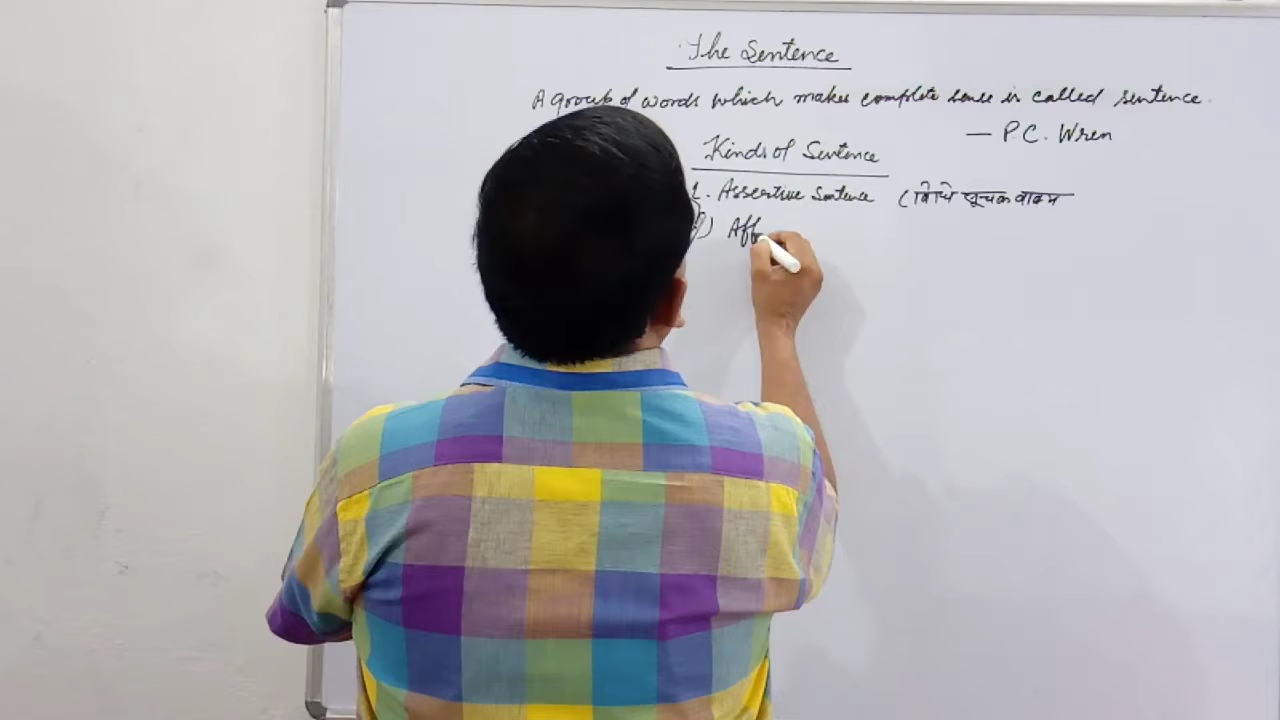 The Sentence
A group of words which makes complete sense is called sentence.
— P.C. Wren
Kinds of Sentence
1. Assertive Sentence (विधि सूचक वाक्य
Aff